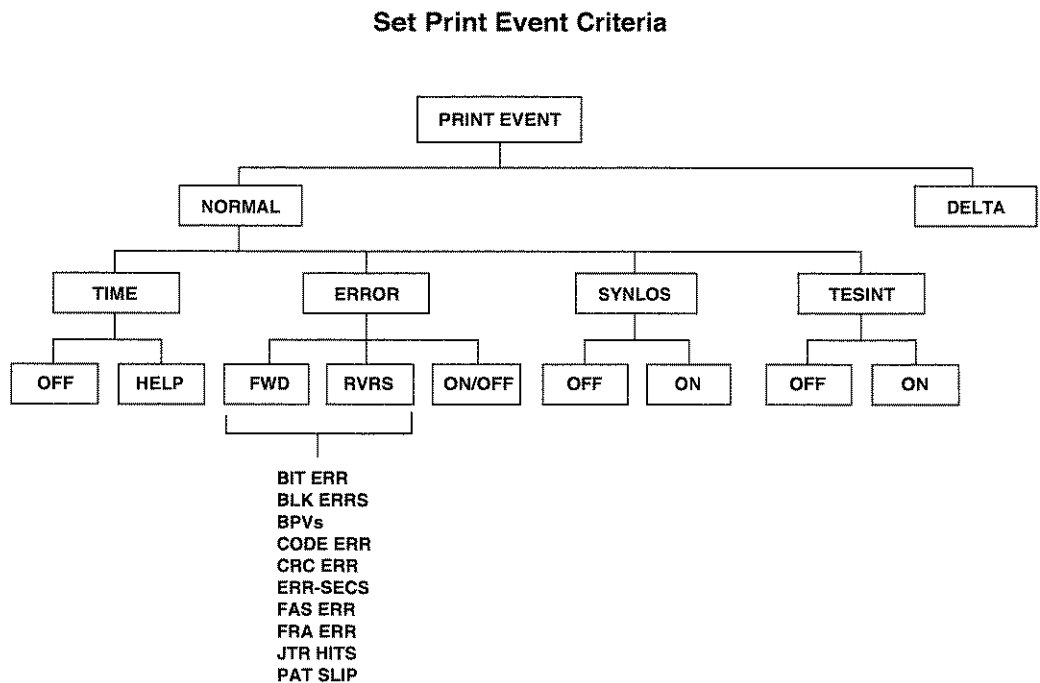 Set Print Event Criteria
PRINT EVENT
NORMAL
DELTA
TIME
ERROR
SYNLOS
TESINT
OFF
HELP
FWD
RVRS
ON/OFF
OFF
ON
OFF
ON
BIT ERR
BLK ERRS
BPVs
CODE ERR
CRC ERR
ERR-SECS
FAS ERR
FRA ERR
JTR HITS
PAT SLIP